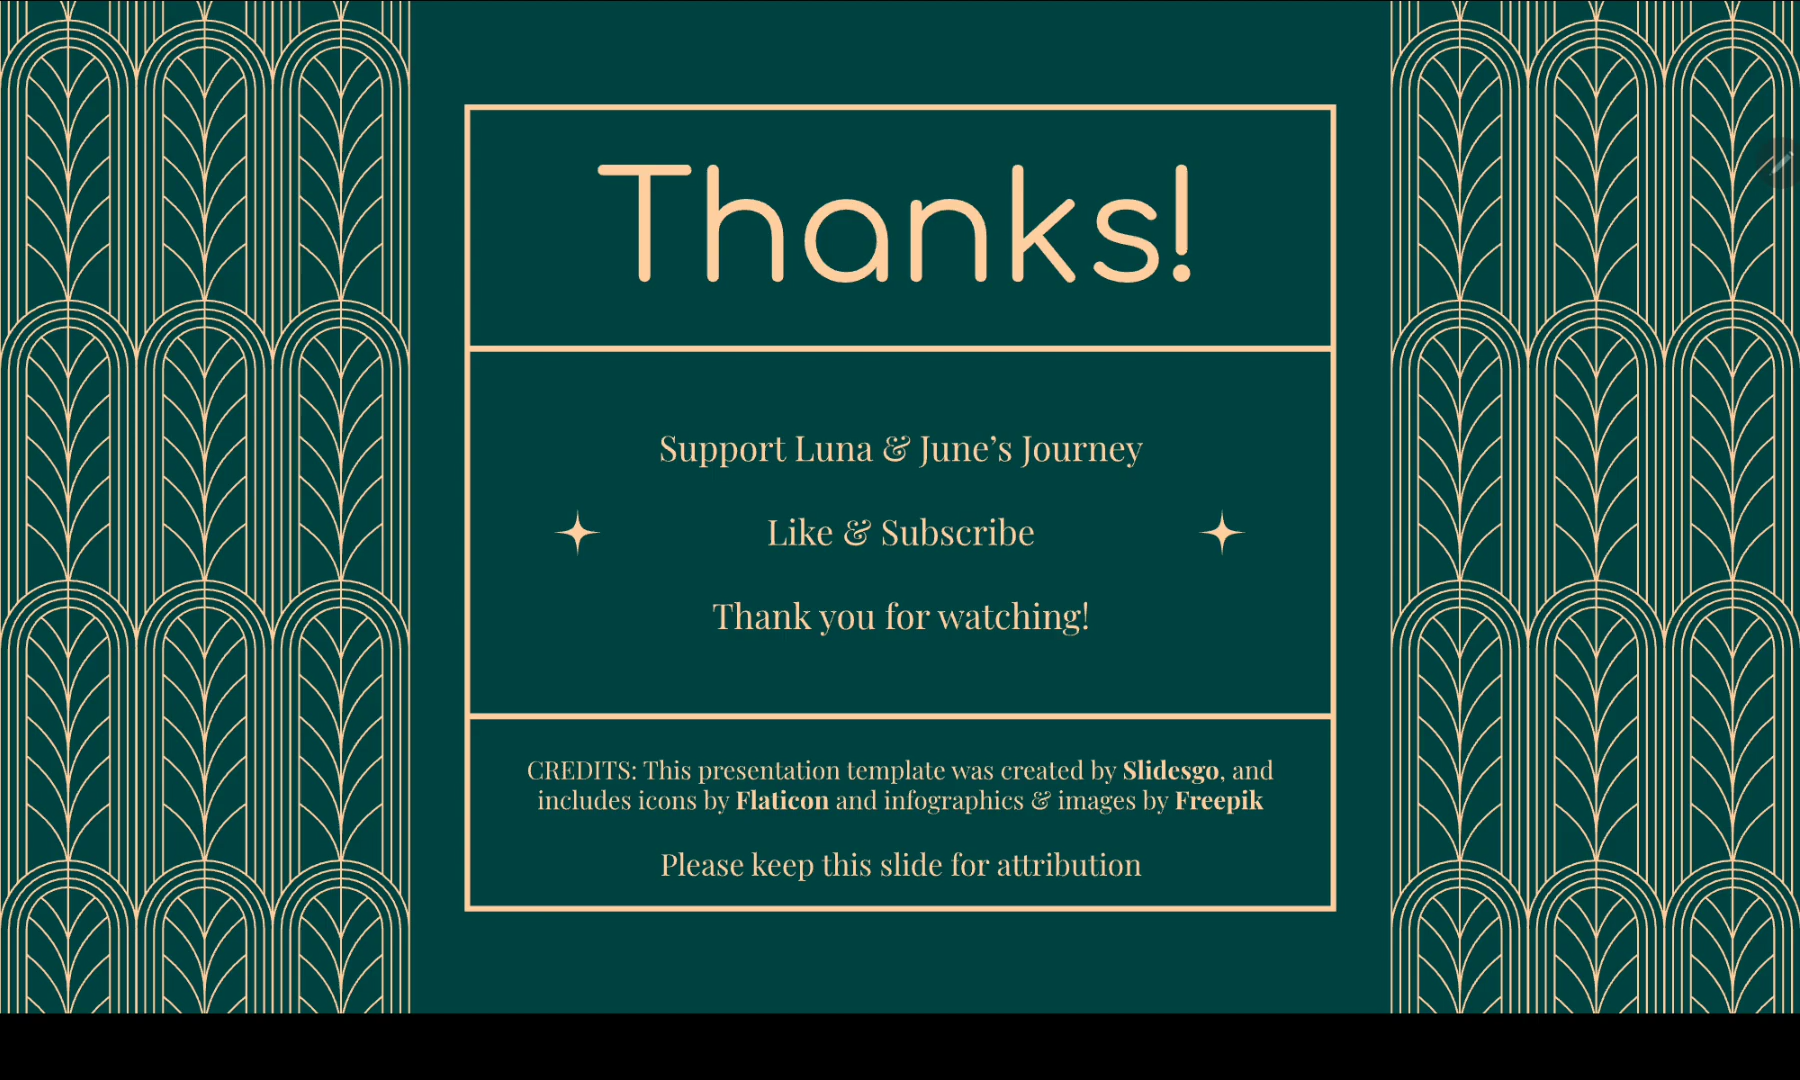 Thanks!
Support Luna & June’s Journey
Like & Subscribe
Thank you for watching!
CREDITS: This presentation template was created by Slidesgo, and
includes icons by Flaticon and infographics & images by Freepik
Please keep this slide for attribution